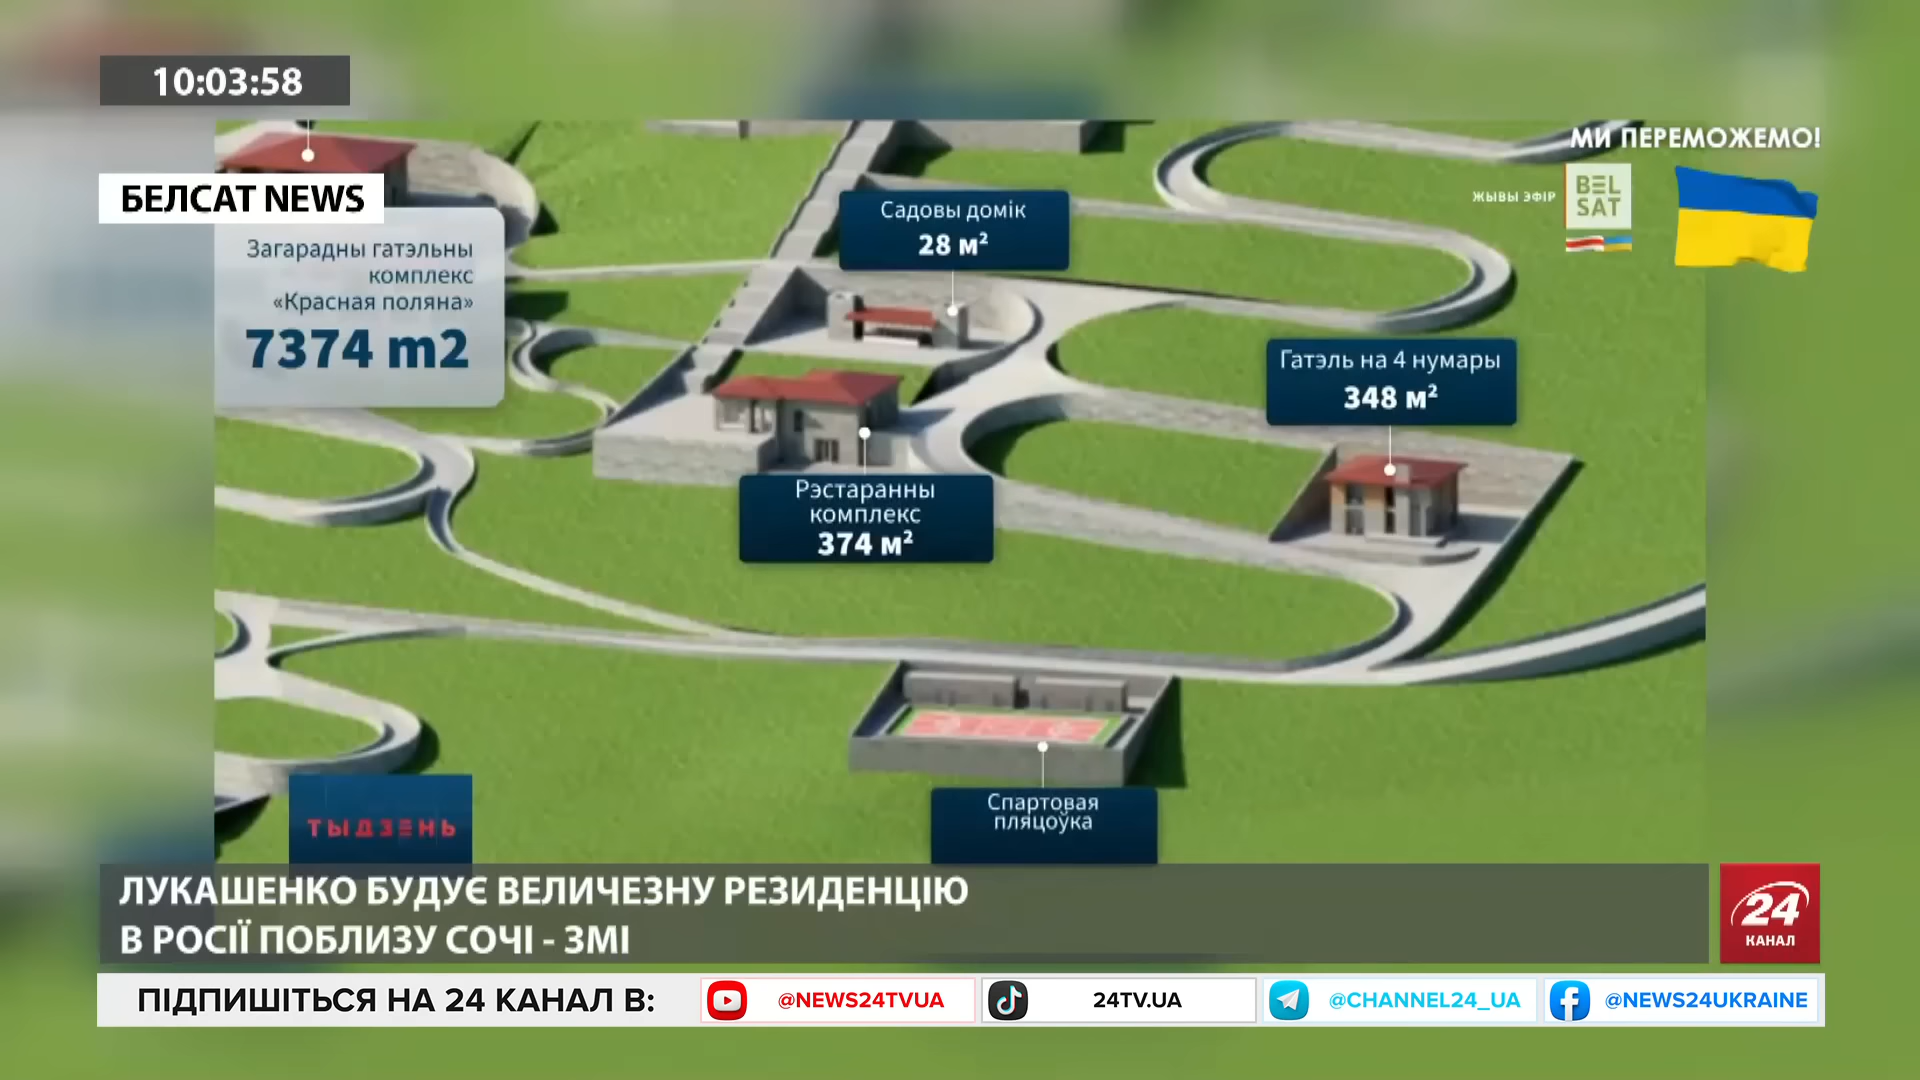 10:03:58
МИ ПЕРЕМОЖЕМО!
БЕЛСАТ NEWS
ЖЫВЫ ЭФІР
BEL
SAT
Загарадны гатэльны
комплекс
«Красная поляна»
7374 m2
Садовы домік
28 м²
Гатэль на 4 нумары
348 м²
Рэстаранны
комплекс
374 м²
Спартовая
пляцоўка
ТЫДЗЕНЬ
ЛУКАШЕНКО БУДУЄ ВЕЛИЧЕЗНУ РЕЗИДЕНЦІЮ
В РОСІЇ ПОБЛИЗУ СОЧІ - ЗМІ
24
КАНАЛ
ПІДПИШІТЬСЯ НА 24 КАНАЛ В:
@NEWS24TVUA
24TV.UA
@CHANNEL24_UA
@NEWS24UKRAINE